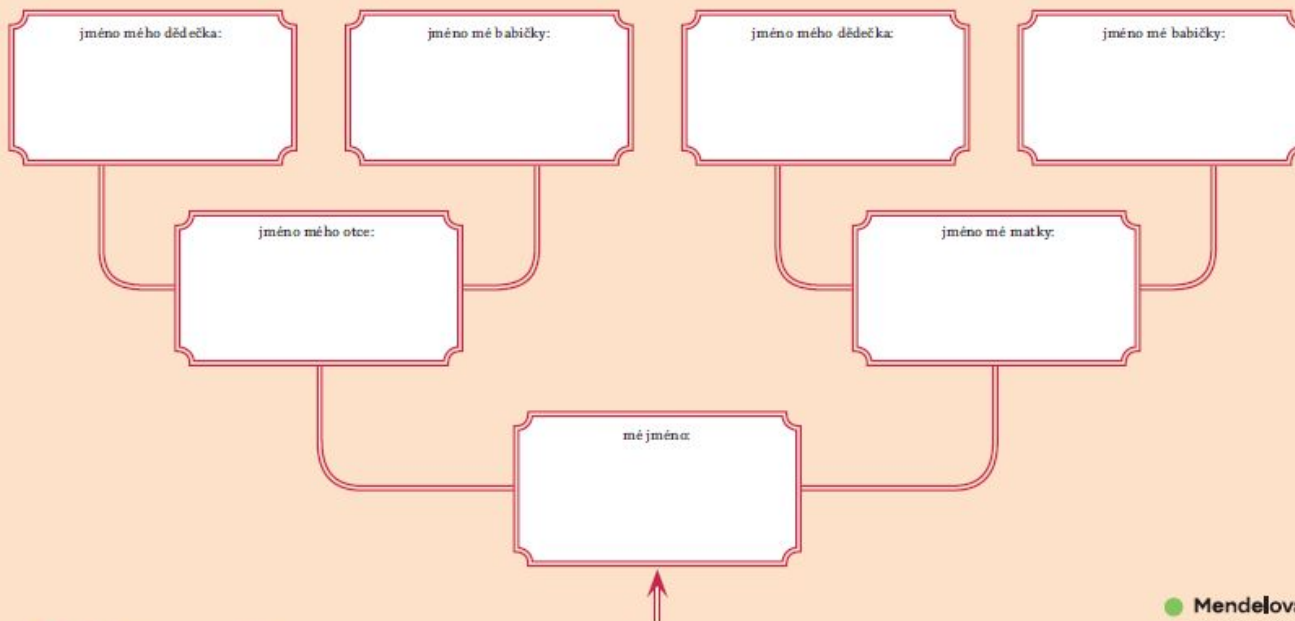 jméno mého dědečka:
jméno mé babičky:
jméno mého dědečka:
jméno mé babičky:
jméno mého otce:
jméno mé matky:
mé jméno:
Mendelova